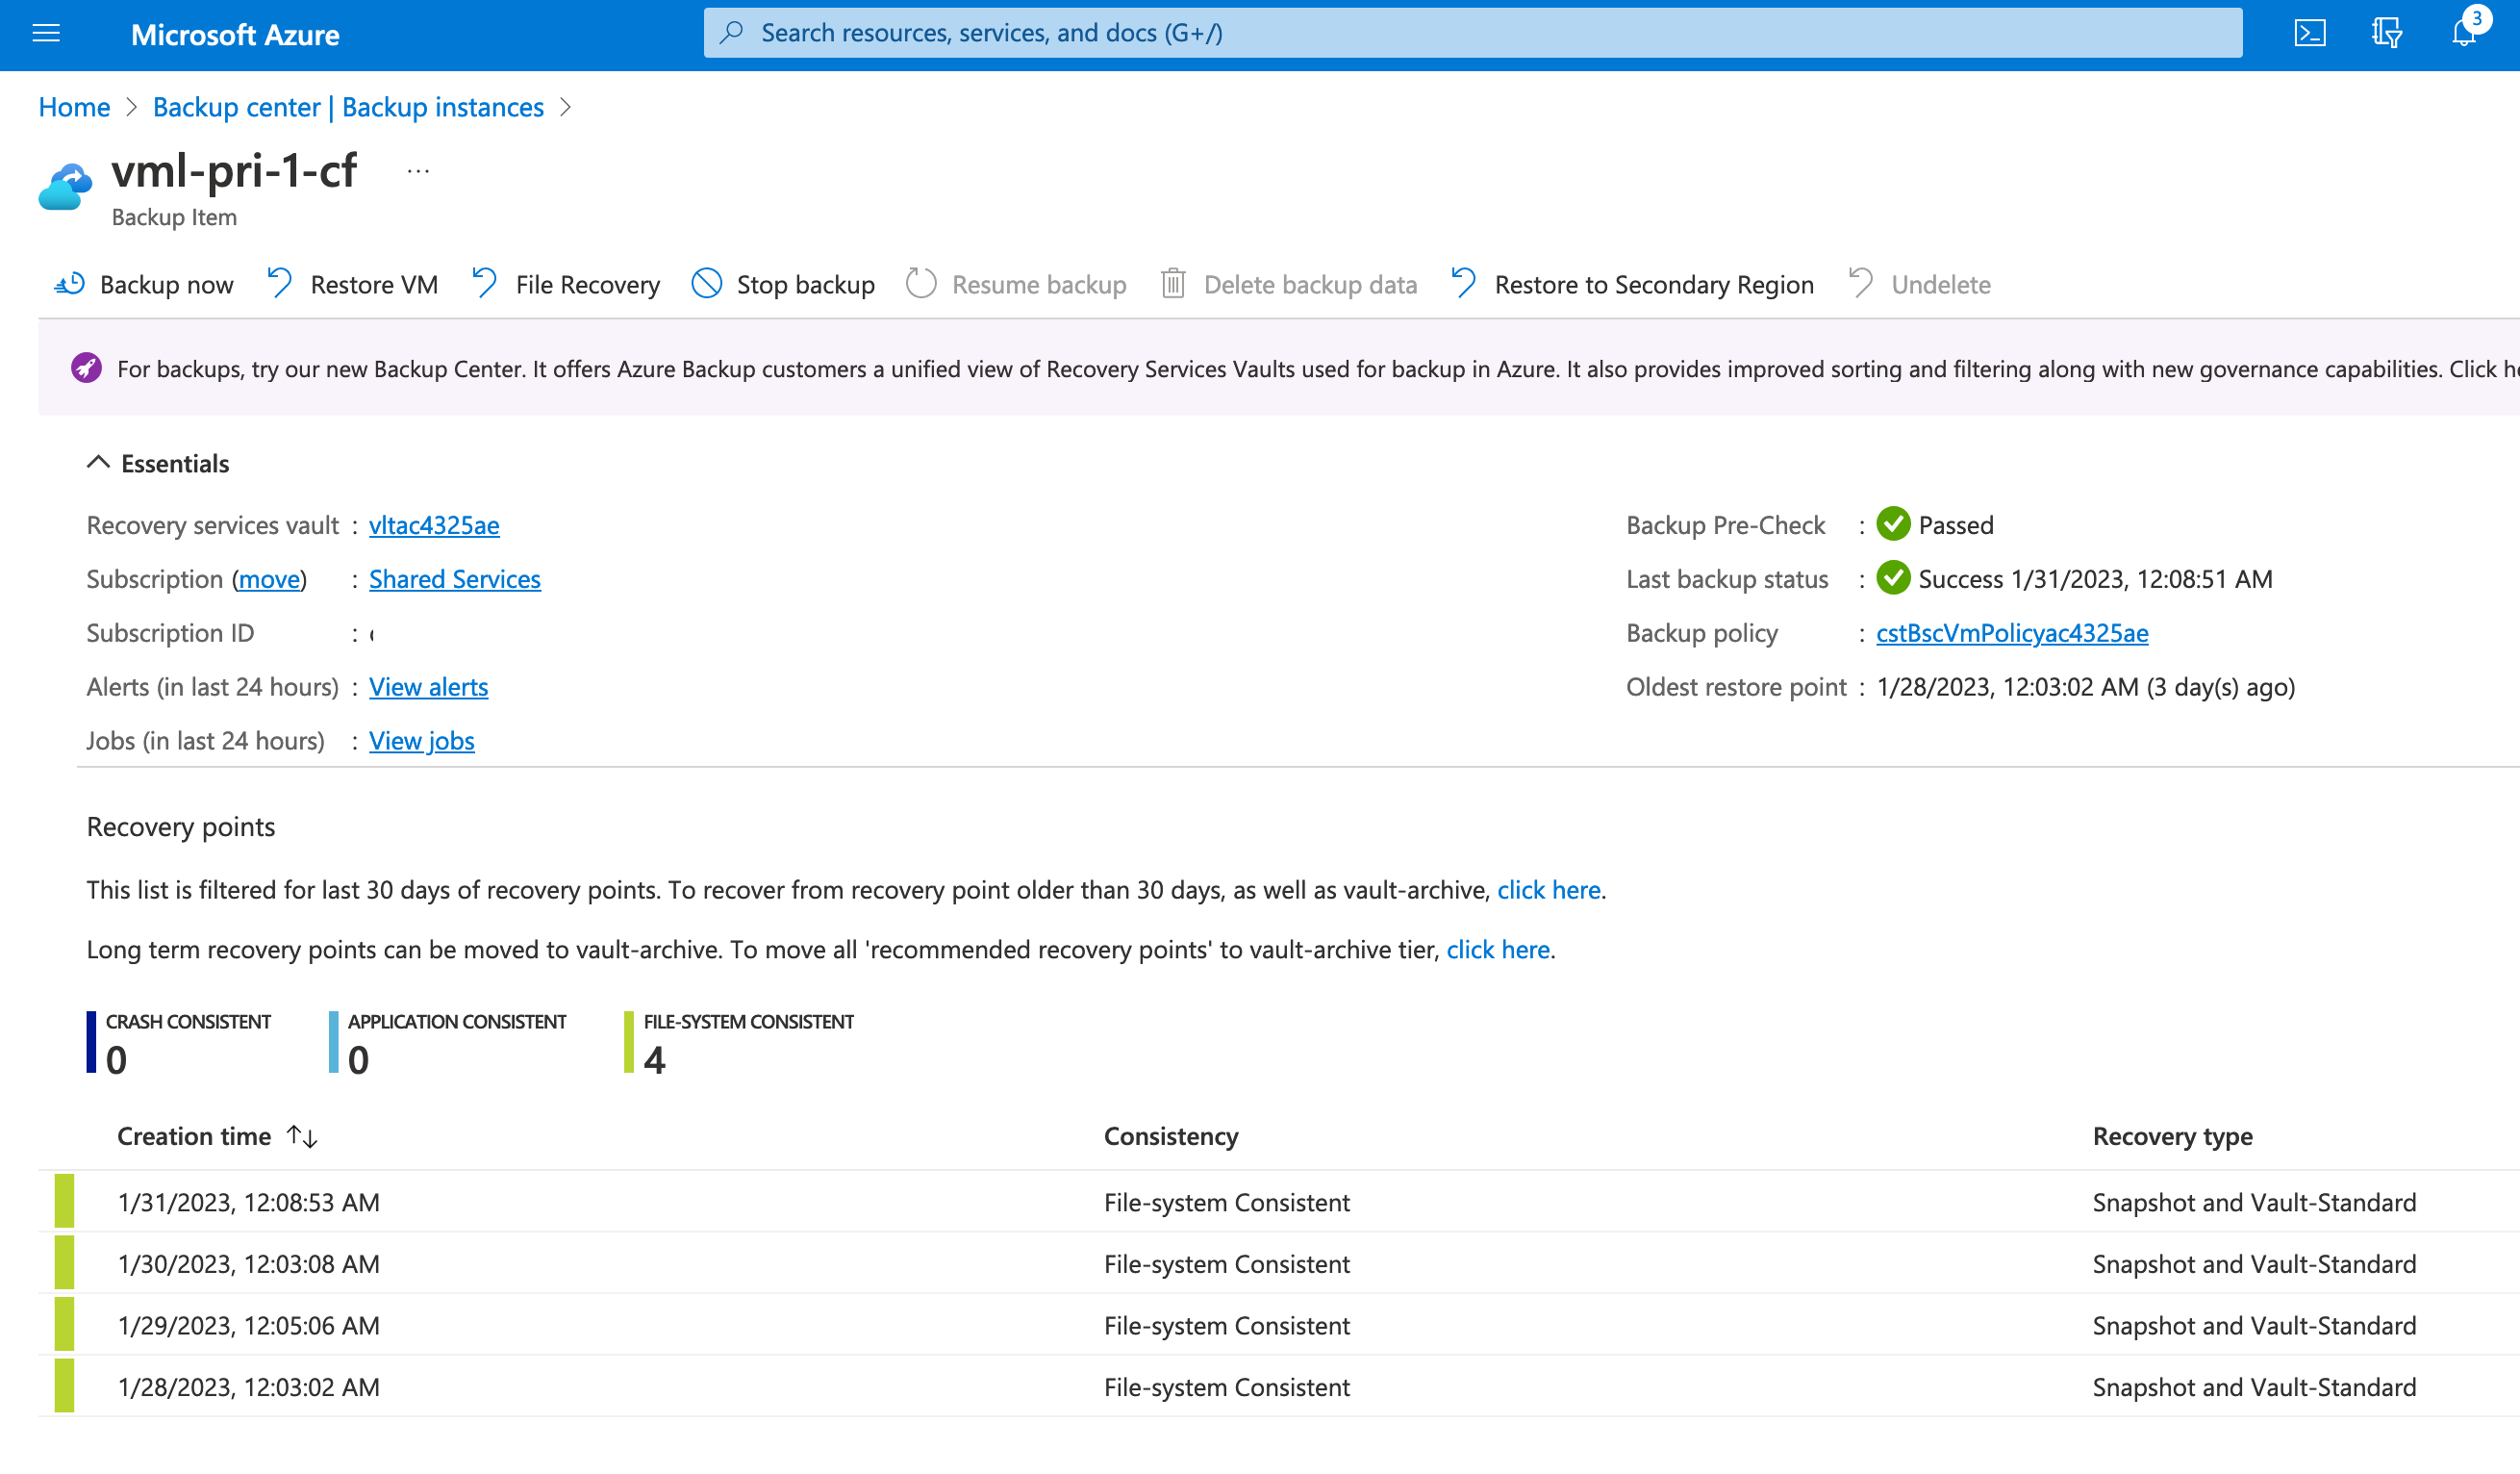 Microsoft Azure
Search resources, services, and docs (G+/)
3
Home > Backup center | Backup instances >
vml-pri-1-cf ...
Backup Item
Backup now Restore VM File Recovery Stop backup Resume backup Delete backup data Restore to Secondary Region Undelete
For backups, try our new Backup Center. It offers Azure Backup customers a unified view of Recovery Services Vaults used for backup in Azure. It also provides improved sorting and filtering along with new governance capabilities. Click
Essentials
Recovery services vault : vltac4325ae
Subscription (move) : Shared Services
Subscription ID :
Alerts (in last 24 hours) : View alerts
Jobs (in last 24 hours) : View jobs
Backup Pre-Check : Passed
Last backup status : Success 1/31/2023, 12:08:51 AM
Backup policy : cstBscVmPolicyac4325ae
Oldest restore point : 1/28/2023, 12:03:02 AM (3 day(s) ago)
Recovery points
This list is filtered for last 30 days of recovery points. To recover from recovery point older than 30 days, as well as vault-archive, click here.
Long term recovery points can be moved to vault-archive. To move all 'recommended recovery points' to vault-archive tier, click here.
CRASH CONSISTENT APPLICATION CONSISTENT FILE-SYSTEM CONSISTENT
0 0 4
Creation time ↑↓ Consistency Recovery type
1/31/2023, 12:08:53 AM File-system Consistent Snapshot and Vault-Standard
1/30/2023, 12:03:08 AM File-system Consistent Snapshot and Vault-Standard
1/29/2023, 12:05:06 AM File-system Consistent Snapshot and Vault-Standard
1/28/2023, 12:03:02 AM File-system Consistent Snapshot and Vault-Standard